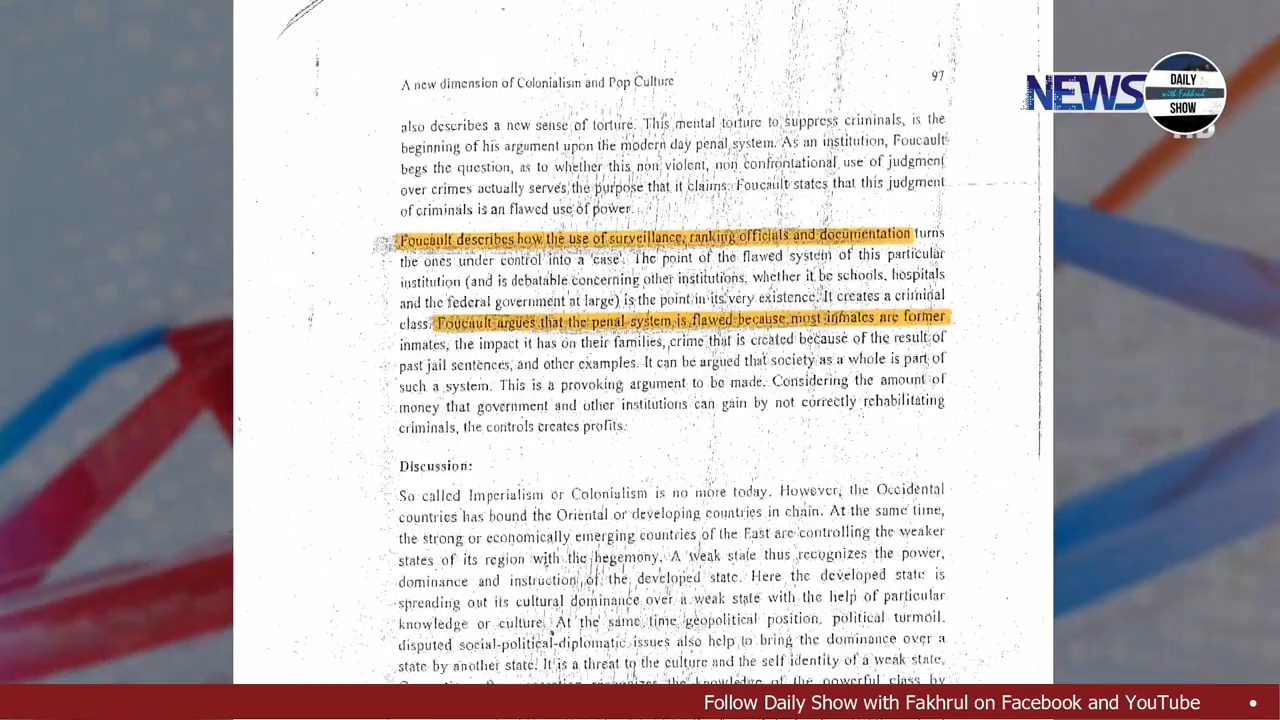 A new dimension of Colonialism and Pop Culture
97
NEWS
DAILY
with Fakhrul
SHOW
HD
also describes a new sense of torture. This mental torture to suppress criminals, is the
beginning of his argument upon the modern day penal system. As an institution, Foucault
begs the question, as to whether this non violent, non confrontational use of judgment
over crimes actually serves the purpose that it claims. Foucault states that this judgment
of criminals is an flawed use of power.
Foucault describes how the use of surveillance, ranking officials and documentation turns
the ones under control into a 'case'. The point of the flawed system of this particular
institution (and is debatable concerning other institutions, whether it be schools, hospitals
and the federal government at large) is the point in its very existence. It creates a criminal
class. Foucault argues that the penal system is flawed because most inmates are former
inmates, the impact it has on their families, crime that is created because of the result of
past jail sentences, and other examples. It can be argued that society as a whole is part of
such a system. This is a provoking argument to be made. Considering the amount of
money that government and other institutions can gain by not correctly rehabilitating
criminals, the controls creates profits.
Discussion:
So called Imperialism or Colonialism is no more today. However, the Occidental
countries has bound the Oriental or developing countries in chain. At the same time,
the strong or economically emerging countries of the East are controlling the weaker
states of its region with the hegemony. A weak state thus recognizes the power,
dominance and instruction of the developed state. Here the developed state is
spreading out its cultural dominance over a weak state with the help of particular
knowledge or culture. At the same time geopolitical position, political turmoil,
disputed social-political-diplomatic issues also help to bring the dominance over a
state by another state. It is a threat to the culture and the self identity of a weak state.
recognizes the knowledge of the powerful class by
Follow Daily Show with Fakhrul on Facebook and YouTube •